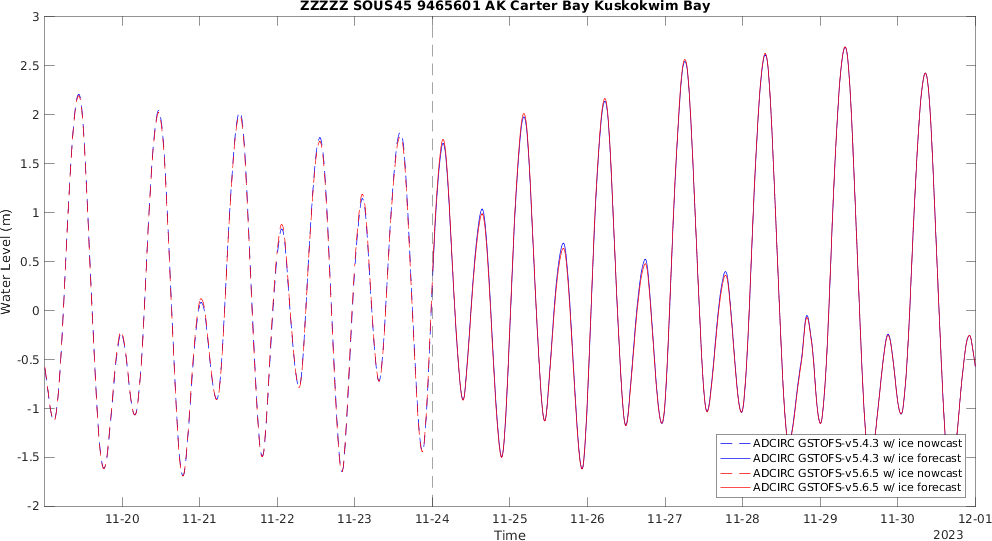 ZZZZZ SOUS45 9465601 AK Carter Bay Kuskokwim Bay
3
2.5
2
1.5
1
0.5
0
-0.5
-1
-1.5
-2
Water Level (m)
ADCIRC GSTOFS-v5.4.3 w/ ice nowcast
ADCIRC GSTOFS-v5.4.3 w/ ice forecast
ADCIRC GSTOFS-v5.6.5 w/ ice nowcast
ADCIRC GSTOFS-v5.6.5 w/ ice forecast
11-20 11-21 11-22 11-23 11-24 11-25 11-26 11-27 11-28 11-29 11-30 12-01
Time
2023